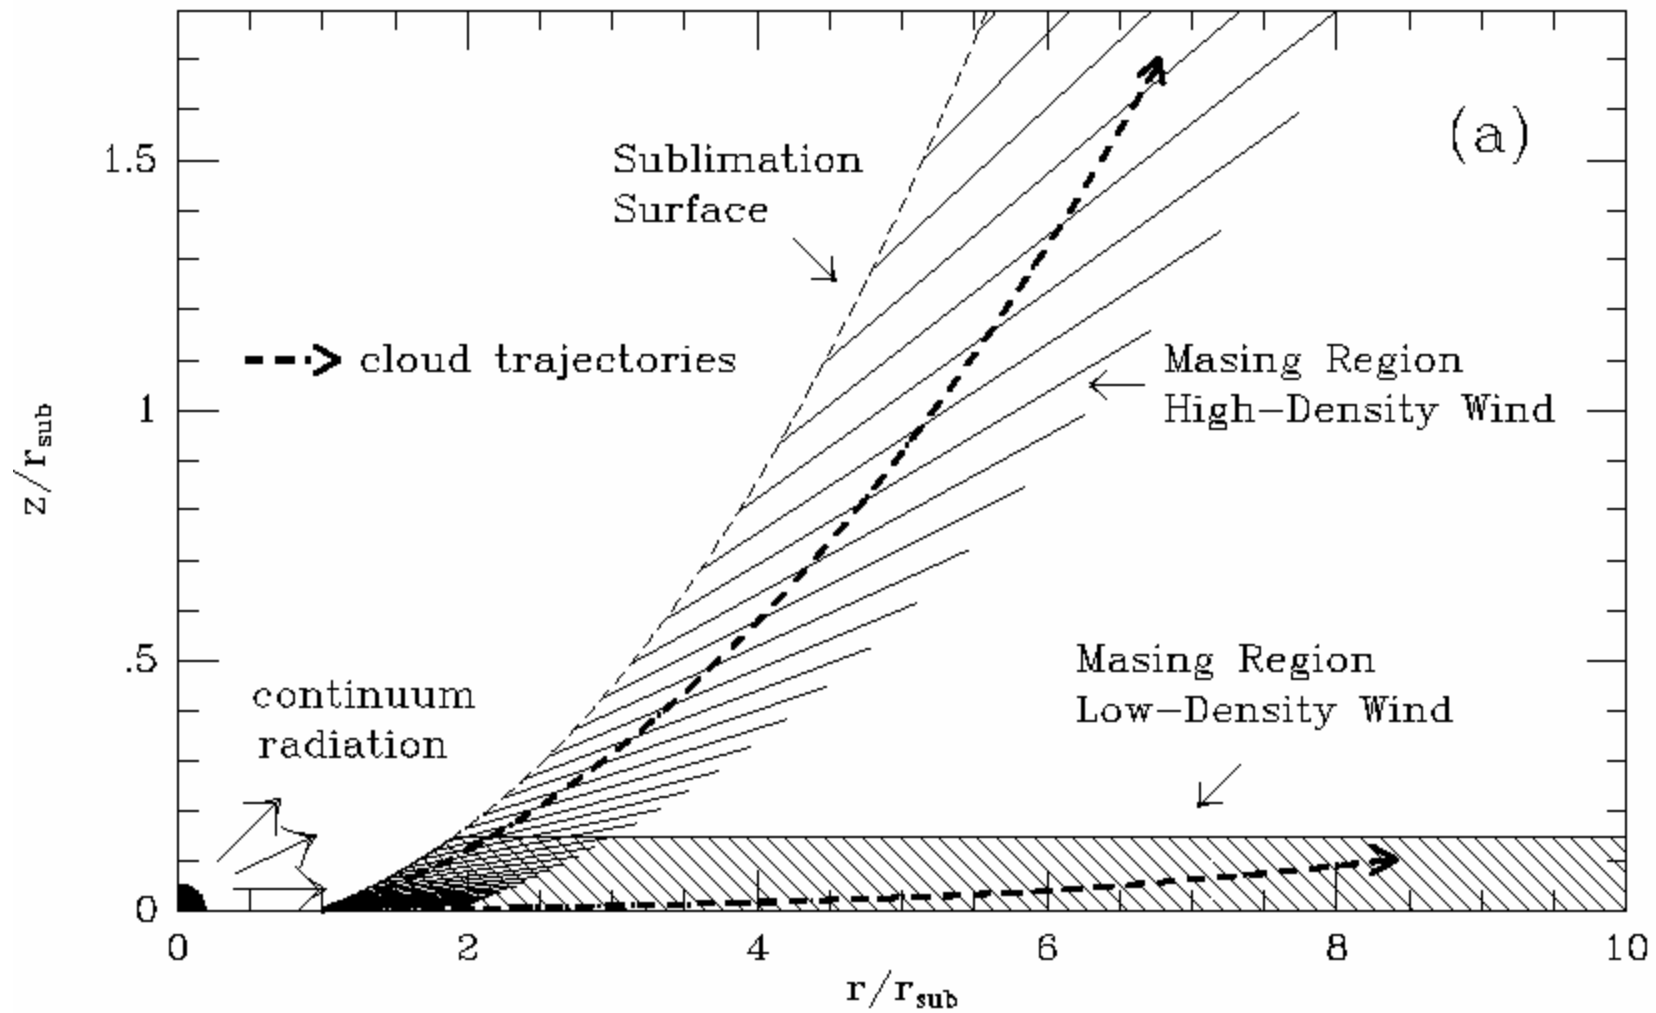 (a)
1.5
Sublimation
Surface
cloud trajectories
Masing Region
High-Density Wind
1
z/r_sub
.5
Masing Region
Low-Density Wind
continuum
radiation
0
0 2 4 6 8 10
r/r_sub